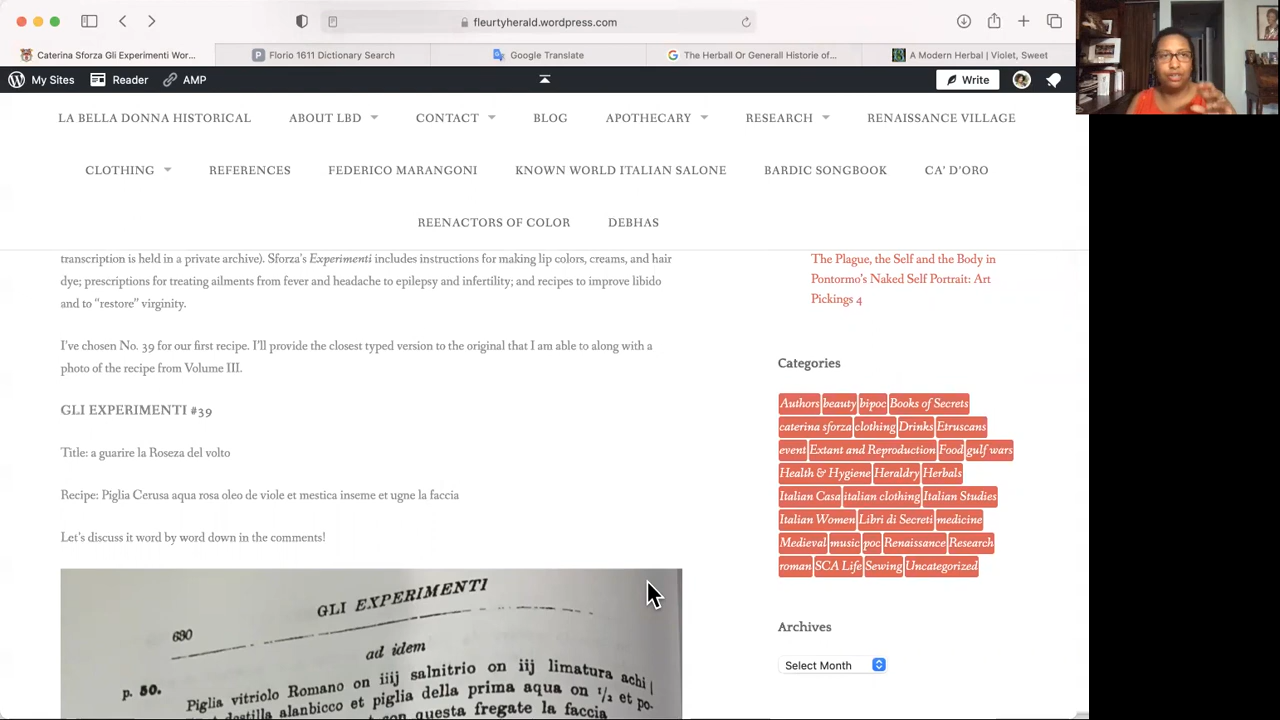 fleurtyherald.wordpress.com
Caterina Sforza Gli Experimenti Wor...
Florio 1611 Dictionary Search
Google Translate
The Herball Or Generall Historie of...
A Modern Herbal | Violet, Sweet
My Sites
Reader
AMP
Write
LA BELLA DONNA HISTORICAL
ABOUT LBD
CONTACT
BLOG
APOTHECARY
RESEARCH
RENAISSANCE VILLAGE
CLOTHING
REFERENCES
FEDERICO MARANGONI
KNOWN WORLD ITALIAN SALONE
BARDIC SONGBOOK
CA' D'ORO
REENACTORS OF COLOR
DEBHAS
transcription is held in a private archive). Sforza's Experimenti includes instructions for making lip colors, creams, and hair
dye; prescriptions for treating ailments from fever and headache to epilepsy and infertility; and recipes to improve libido
and to “restore” virginity.
I've chosen No. 39 for our first recipe. I'll provide the closest typed version to the original that I am able to along with a
photo of the recipe from Volume III.
GLI EXPERIMENTI #39
Title: a guarire la Roseza del volto
Recipe: Piglia Cerusa aqua rosa oleo de viole et mestica inseme et ugne la faccia
Let's discuss it word by word down in the comments!
680
GLI EXPERIMENTI
ad idem
p. 50.
Piglia vitriolo Romano on iiij salnitrio on iij limatura achi
destilla alanbicco et piglia della prima aqua on 1/2 et po-
con questa fregate la faccia
The Plague, the Self and the Body in
Pontormo's Naked Self Portrait: Art
Pickings 4
Categories
Authors beauty bipoc Books of Secrets
caterina sforza clothing Drinks Etruscans
event Extant and Reproduction Food gulf wars
Health & Hygiene Heraldry Herbals
Italian Casa italian clothing Italian Studies
Italian Women Libri di Secreti medicine
Medieval music poc Renaissance Research
roman SCA Life Sewing Uncategorized
Archives
Select Month